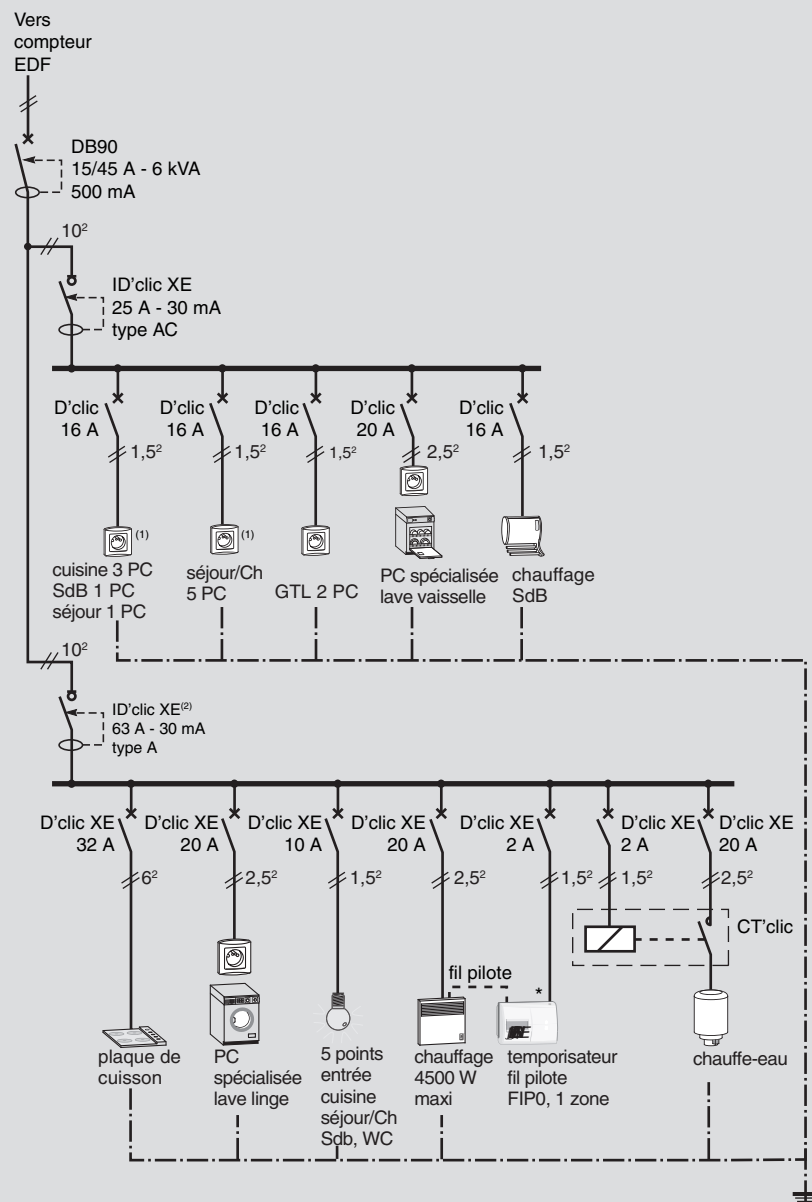 Vers
compteur
EDF
DB90
15/45 A - 6 kVA
500 mA
10²
ID'clic XE
25 A - 30 mA
type AC
D'clic
16 A
D'clic
16 A
D'clic
16 A
D'clic
20 A
D'clic
16 A
1,5²
1,5²
1,5²
2,5²
1,5²
(1)
(1)
cuisine 3 PC
SdB 1 PC
séjour 1 PC
séjour/Ch
5 PC
GTL 2 PC
PC spécialisée
lave vaisselle
chauffage
SdB
10²
ID'clic XE(2)
63 A - 30 mA
type A
D'clic XE
32 A
D'clic XE
20 A
D'clic XE
10 A
D'clic XE
20 A
D'clic XE
2 A
D'clic XE
2 A
D'clic XE
20 A
6²
2,5²
1,5²
2,5²
1,5²
1,5²
2,5²
CT'clic
fil pilote
*
plaque de
cuisson
PC
spécialisée
lave linge
5 points
entrée
cuisine
séjour/Ch
Sdb, WC
chauffage
4500 W
maxi
temporisateur
fil pilote
FIP0, 1 zone
chauffe-eau